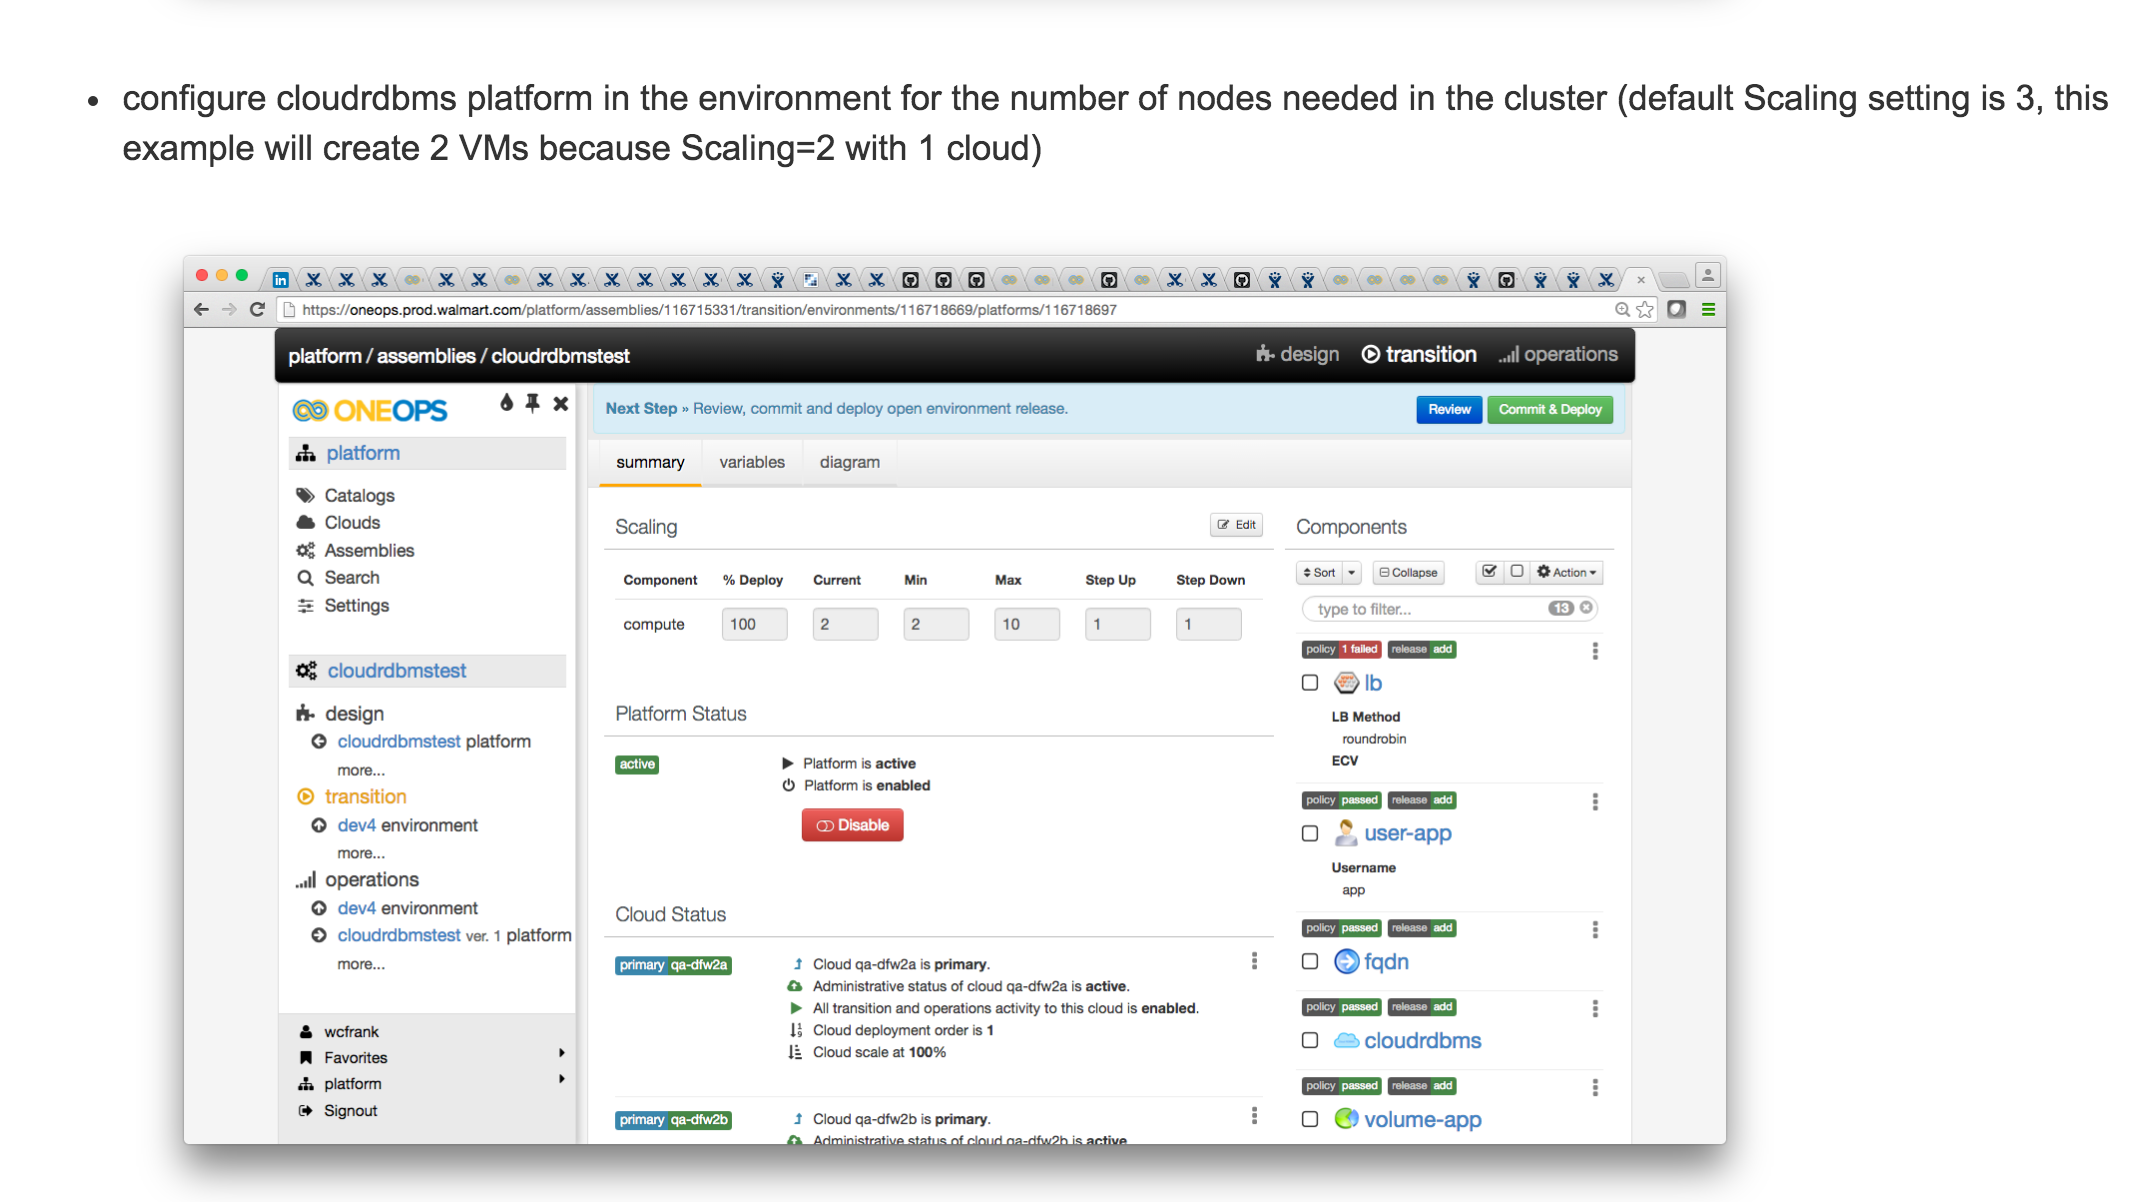 • configure cloudrdbms platform in the environment for the number of nodes needed in the cluster (default Scaling setting is 3, this
example will create 2 VMs because Scaling=2 with 1 cloud)
https://oneops.prod.walmart.com/platform/assemblies/116715331/transition/environments/116718669/platforms/116718697
platform / assemblies / cloudrdbmstest
design transition operations
ONEOPS
platform
Catalogs
Clouds
Assemblies
Search
Settings
cloudrdbmstest
design
cloudrdbmstest platform
more...
transition
dev4 environment
more...
operations
dev4 environment
cloudrdbmstest ver. 1 platform
more...
wcfrank
Favorites
platform
Signout
Next Step » Review, commit and deploy open environment release.
Review Commit & Deploy
summary variables diagram
Scaling Edit
Component % Deploy Current Min Max Step Up Step Down
compute 100 2 2 10 1 1
Platform Status
active Platform is active
Platform is enabled
Disable
Cloud Status
primary qa-dfw2a Cloud qa-dfw2a is primary.
Administrative status of cloud qa-dfw2a is active.
All transition and operations activity to this cloud is enabled.
Cloud deployment order is 1
Cloud scale at 100%
primary qa-dfw2b Cloud qa-dfw2b is primary.
Administrative status of cloud qa-dfw2b is active
Components
Sort Collapse Action
type to filter... 13
policy 1 failed release add
lb
LB Method
roundrobin
ECV
policy passed release add
user-app
Username
app
policy passed release add
fqdn
policy passed release add
cloudrdbms
policy passed release add
volume-app